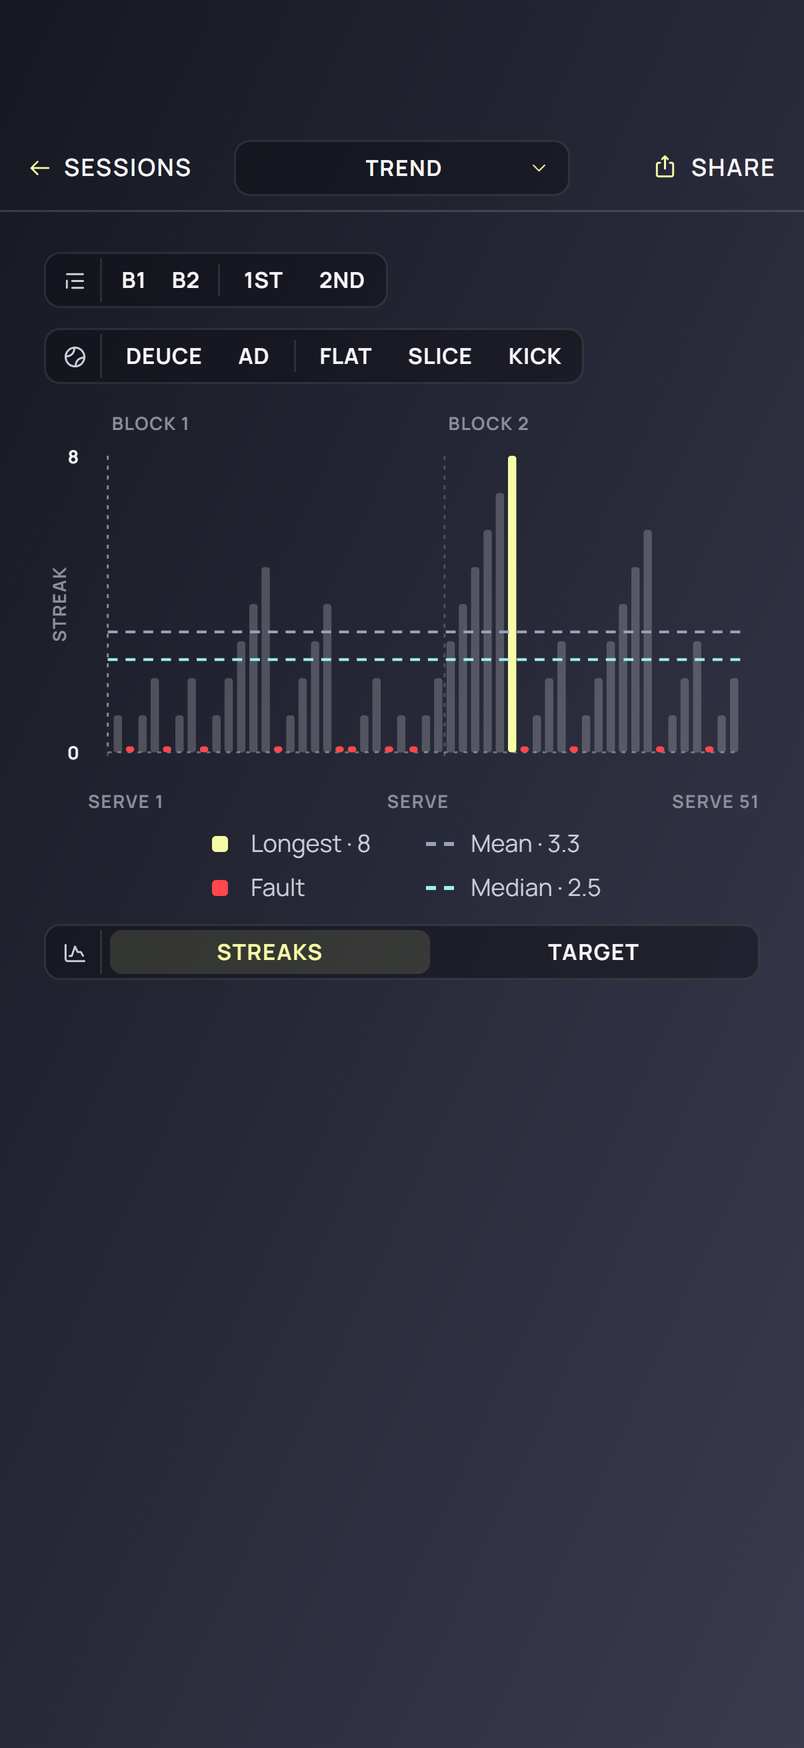 SESSIONS
TREND
SHARE
B1 B2 1ST 2ND
DEUCE AD FLAT SLICE KICK
BLOCK 1 BLOCK 2
8
STREAK
0
SERVE 1 SERVE SERVE 51
Longest · 8 Mean · 3.3
Fault Median · 2.5
STREAKS TARGET